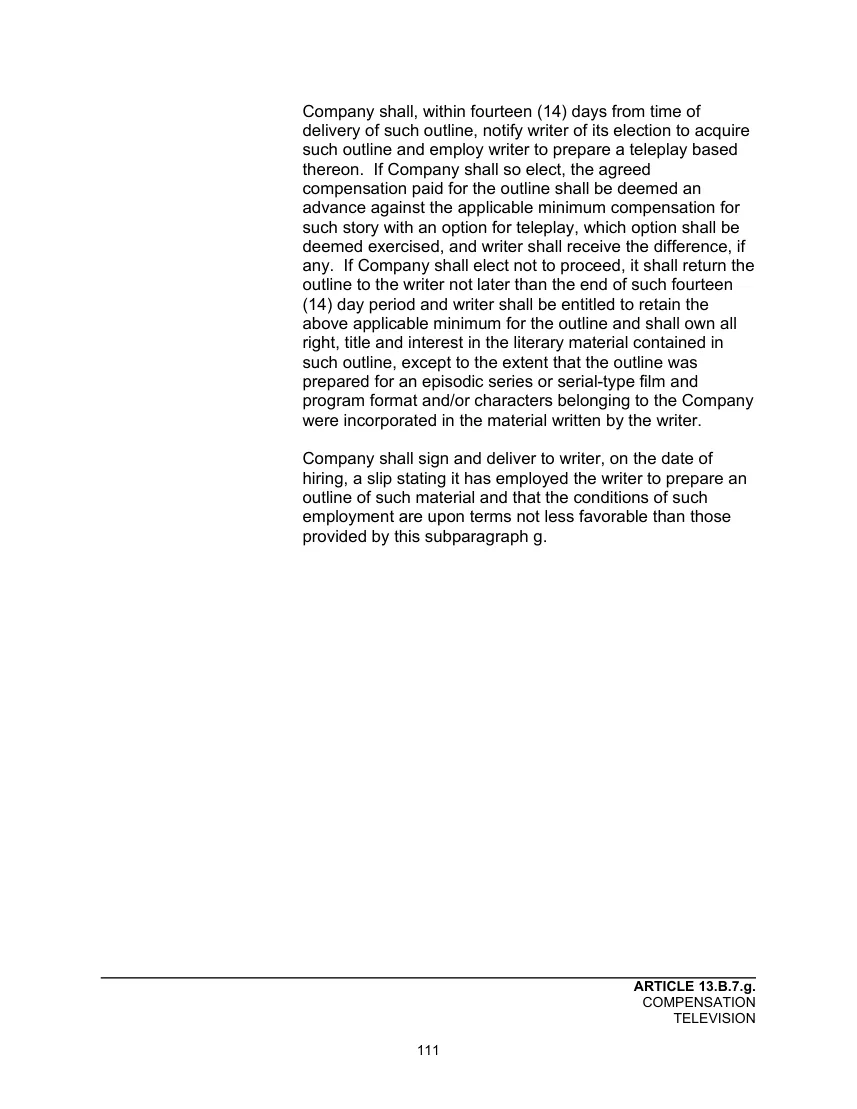 Company shall, within fourteen (14) days from time of
delivery of such outline, notify writer of its election to acquire
such outline and employ writer to prepare a teleplay based
thereon.  If Company shall so elect, the agreed
compensation paid for the outline shall be deemed an
advance against the applicable minimum compensation for
such story with an option for teleplay, which option shall be
deemed exercised, and writer shall receive the difference, if
any.  If Company shall elect not to proceed, it shall return the
outline to the writer not later than the end of such fourteen
(14) day period and writer shall be entitled to retain the
above applicable minimum for the outline and shall own all
right, title and interest in the literary material contained in
such outline, except to the extent that the outline was
prepared for an episodic series or serial-type film and
program format and/or characters belonging to the Company
were incorporated in the material written by the writer.
Company shall sign and deliver to writer, on the date of
hiring, a slip stating it has employed the writer to prepare an
outline of such material and that the conditions of such
employment are upon terms not less favorable than those
provided by this subparagraph g.
ARTICLE 13.B.7.g.
COMPENSATION
TELEVISION
111